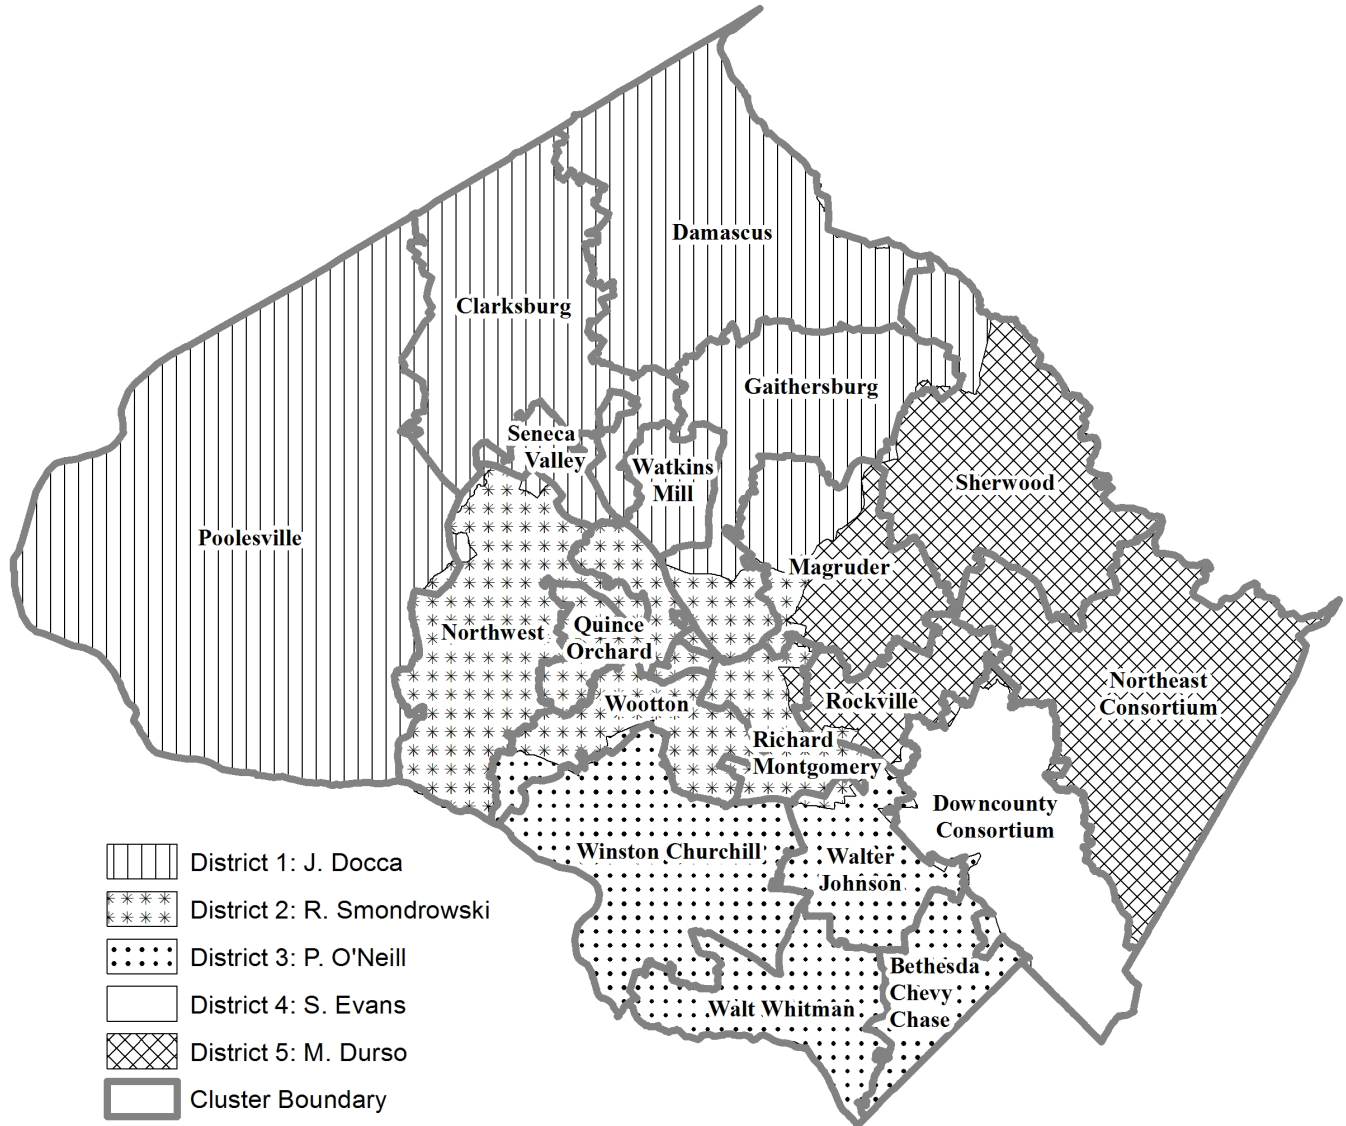 Damascus
Clarksburg
Gaithersburg
Seneca
Valley
Watkins
Mill
Sherwood
Poolesville
Magruder
Northwest
Quince
Orchard
Northeast
Consortium
Wootton
Rockville
Richard
Montgomery
Downcounty
Consortium
Winston Churchill
Walter
Johnson
Bethesda
Chevy
Chase
Walt Whitman
District 1: J. Docca
District 2: R. Smondrowski
District 3: P. O'Neill
District 4: S. Evans
District 5: M. Durso
Cluster Boundary